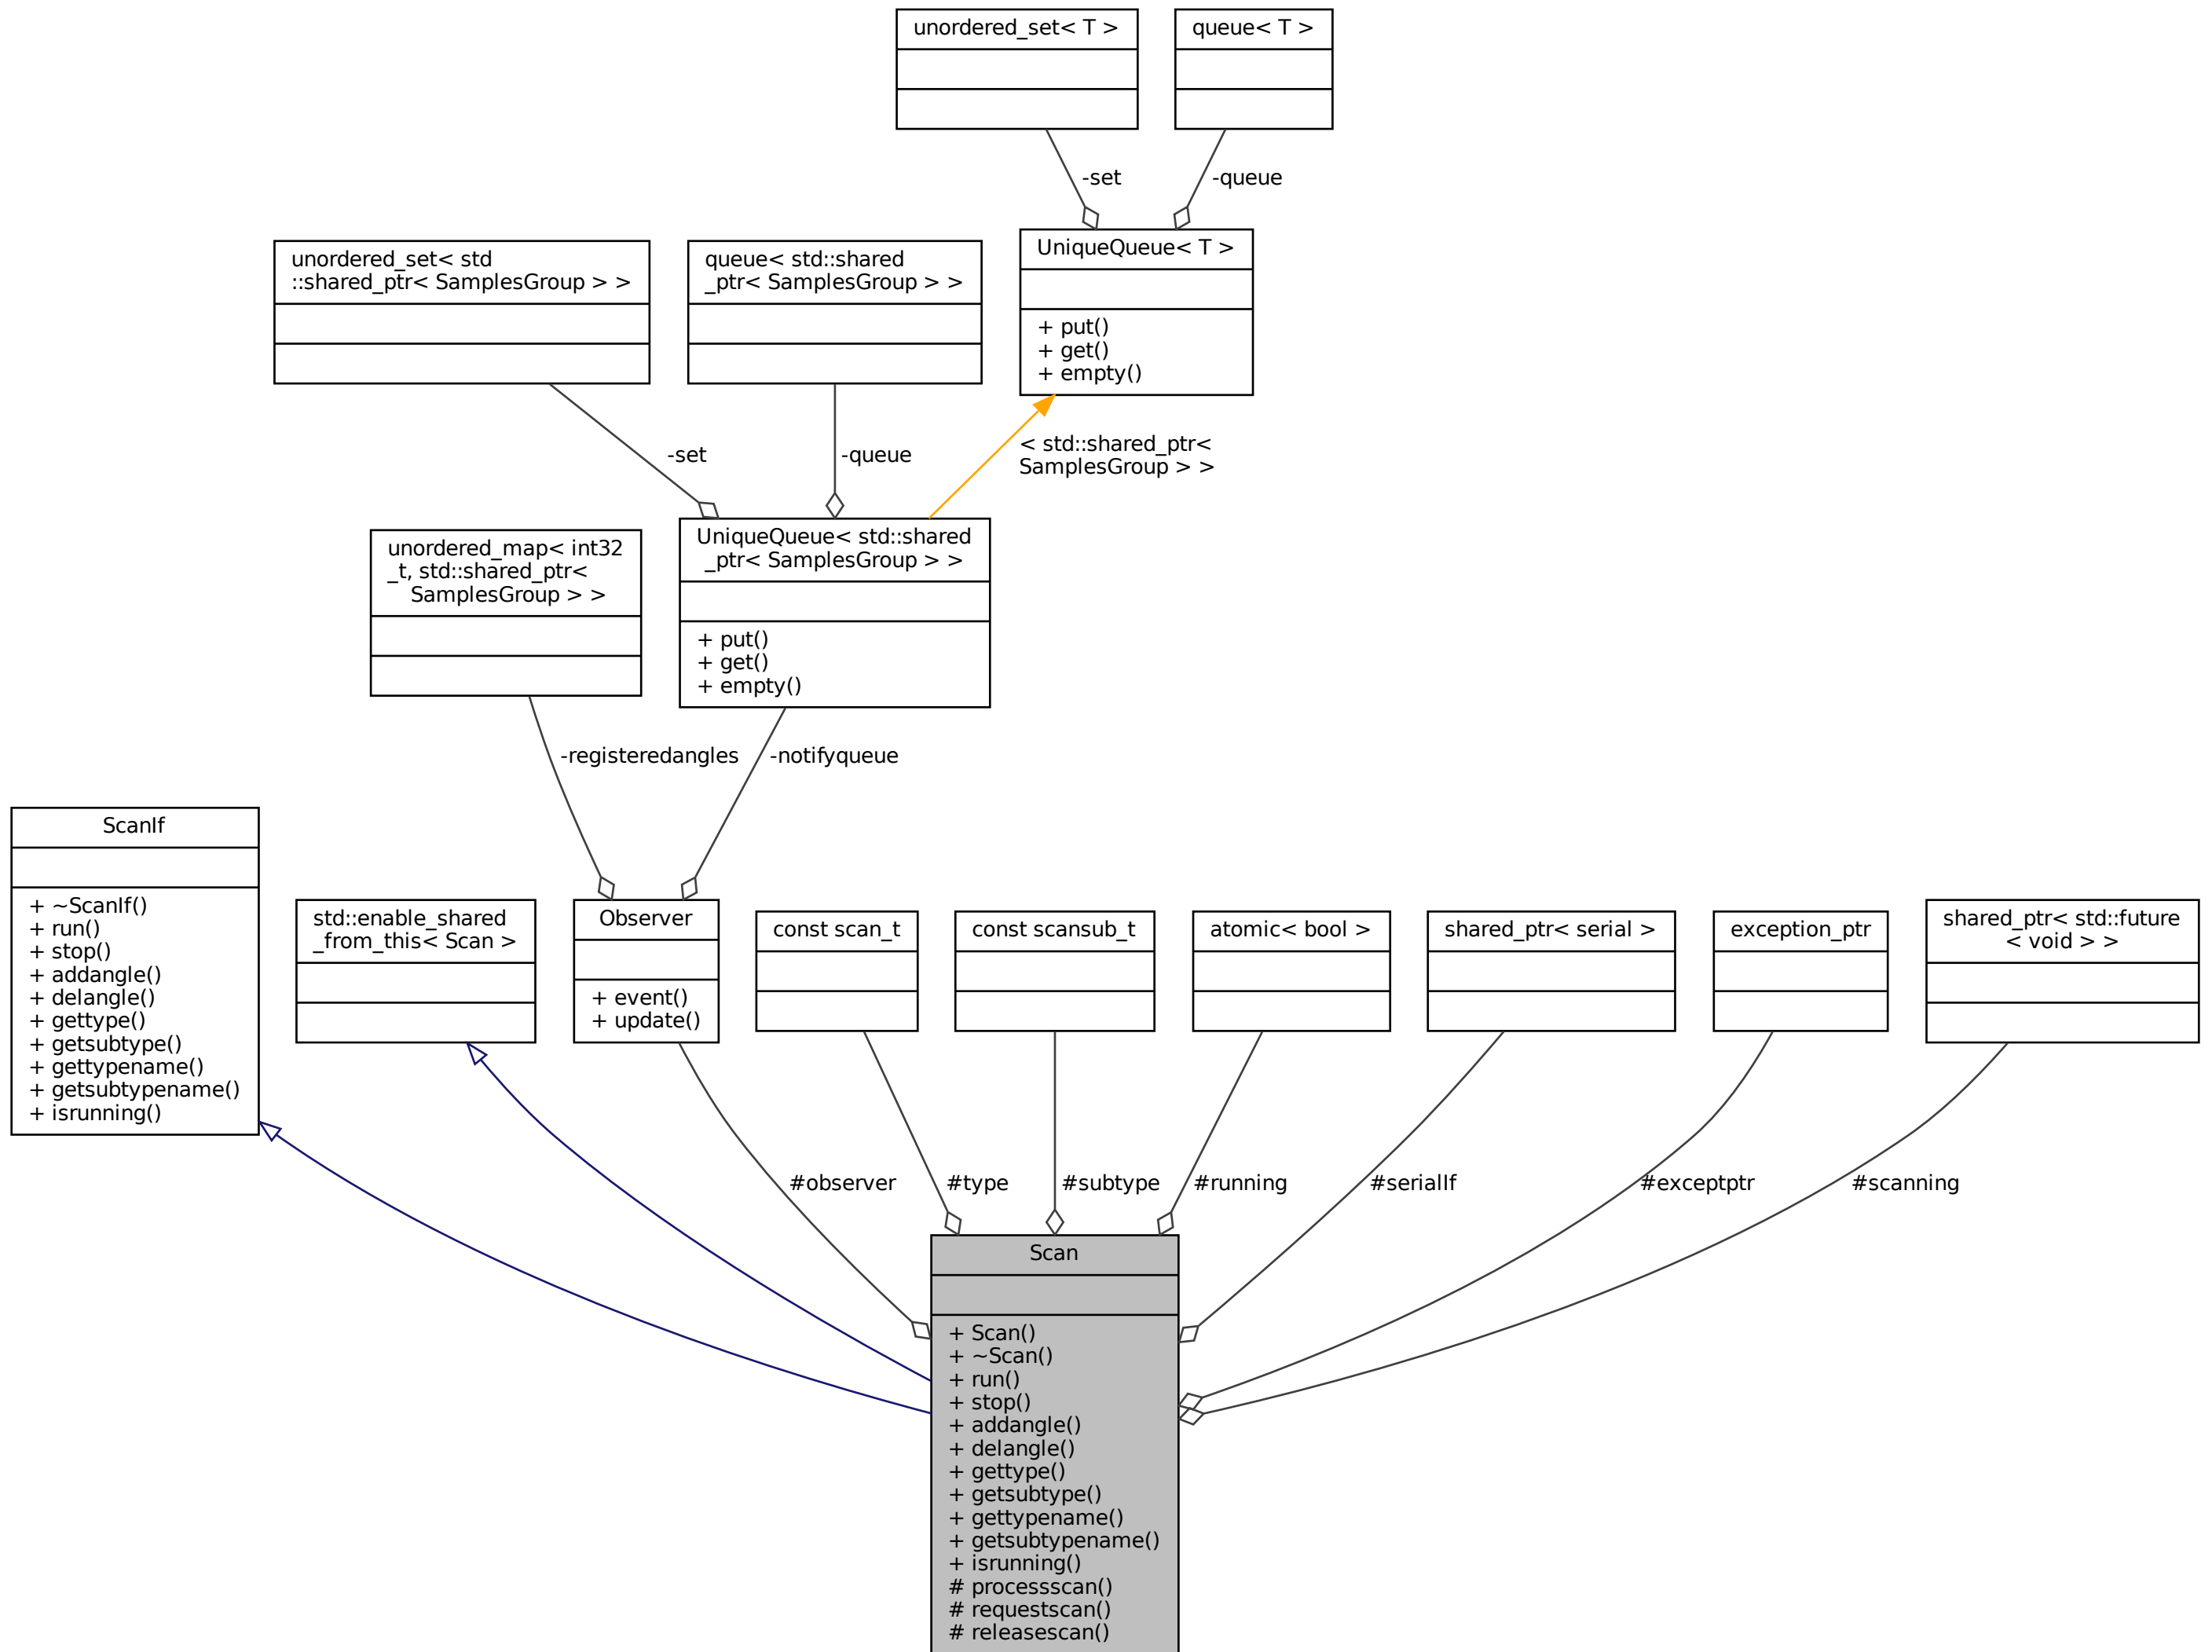 unordered_set< T >
queue< T >
-set
-queue
UniqueQueue< T >
+ put()
+ get()
+ empty()
unordered_set< std
::shared_ptr< SamplesGroup > >
queue< std::shared
_ptr< SamplesGroup > >
-set
-queue
< std::shared_ptr<
SamplesGroup > >
unordered_map< int32
_t, std::shared_ptr<
SamplesGroup > >
UniqueQueue< std::shared
_ptr< SamplesGroup > >
+ put()
+ get()
+ empty()
-registeredangles
-notifyqueue
ScanIf
+ ~ScanIf()
+ run()
+ stop()
+ addangle()
+ delangle()
+ gettype()
+ getsubtype()
+ gettypename()
+ getsubtypename()
+ isrunning()
std::enable_shared
_from_this< Scan >
Observer
+ event()
+ update()
const scan_t
const scansub_t
atomic< bool >
shared_ptr< serial >
exception_ptr
shared_ptr< std::future
< void > >
#observer
#type
#subtype
#running
#serialIf
#exceptptr
#scanning
Scan
+ Scan()
+ ~Scan()
+ run()
+ stop()
+ addangle()
+ delangle()
+ gettype()
+ getsubtype()
+ gettypename()
+ getsubtypename()
+ isrunning()
# processscan()
# requestscan()
# releasescan()